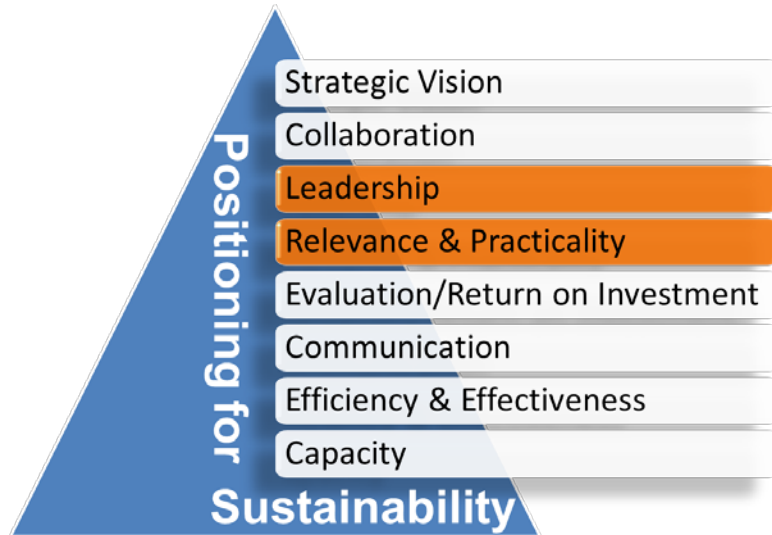 Strategic Vision
Collaboration
Leadership
Relevance & Practicality
Evaluation/Return on Investment
Communication
Efficiency & Effectiveness
Capacity
Positioning for
Sustainability